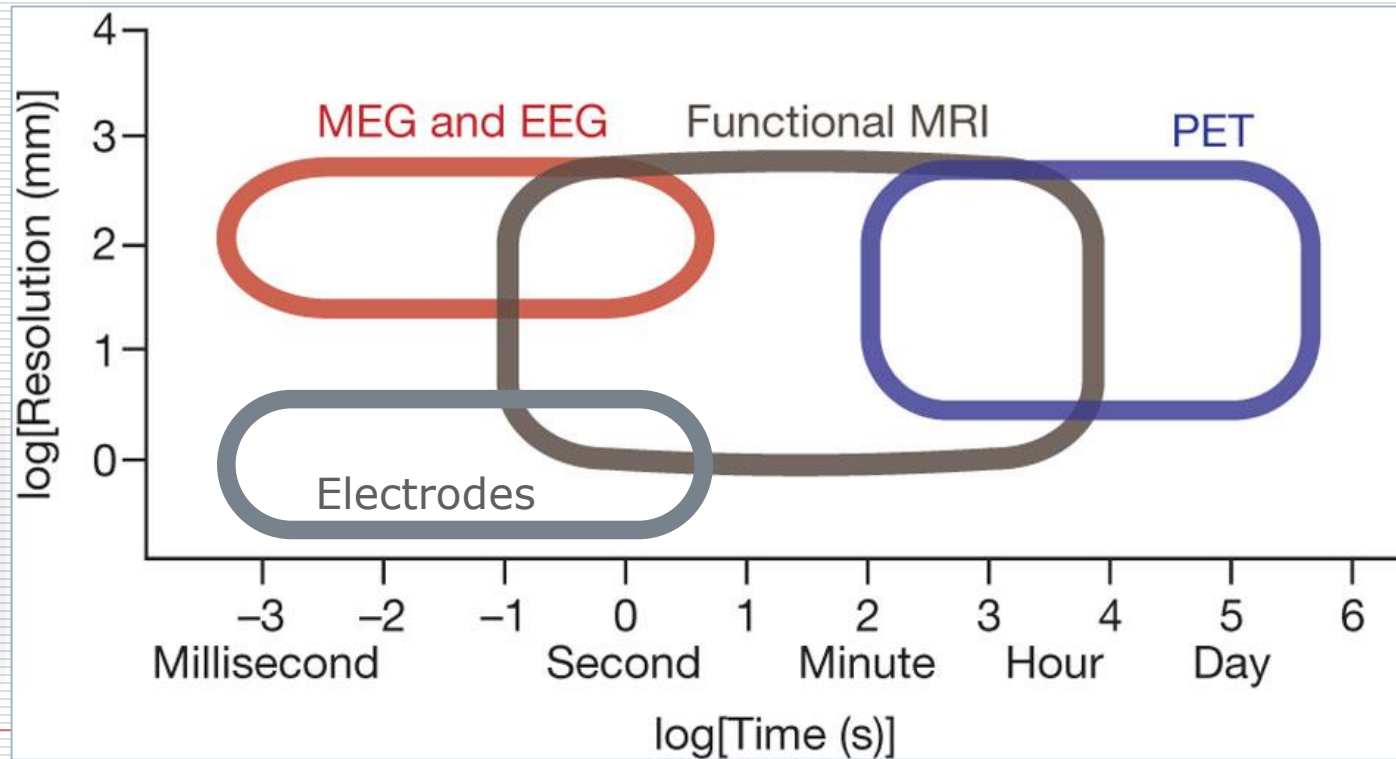 log[Resolution (mm)]
4
3
2
1
0
MEG and EEG
Functional MRI
PET
Electrodes
–3 –2 –1 0 1 2 3 4 5 6
Millisecond Second Minute Hour Day
log[Time (s)]